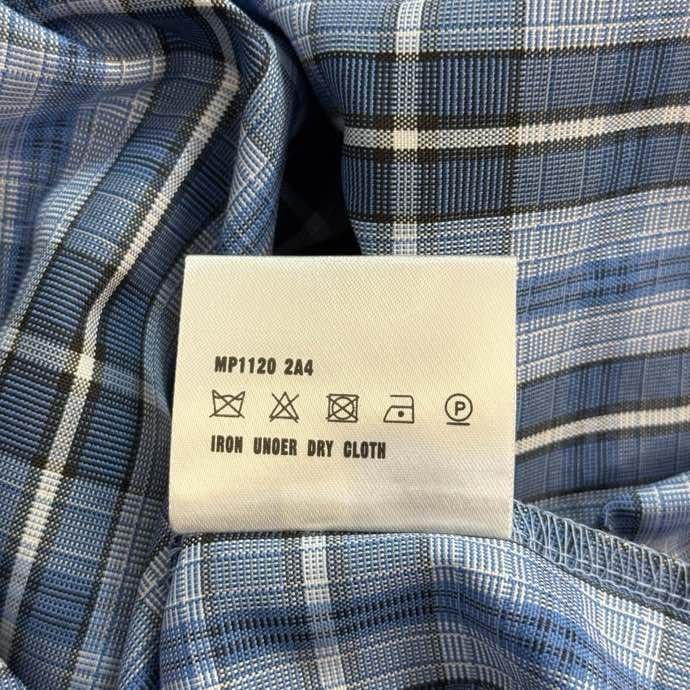 MP1120 2A4
P
IRON UNOER DRY CLOTH